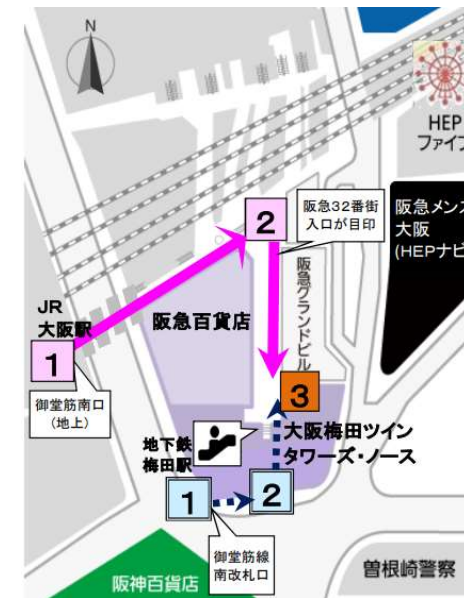 N
HEP
ファイブ
2
阪急32番街
入口が目印
阪急メンズ
大阪
(HEPナビ
JR
大阪駅
阪急百貨店
阪急グランドビル
1
御堂筋南口
(地上)
3
地下鉄
梅田駅
大阪梅田ツイン
タワーズ・ノース
1
2
御堂筋線
南改札口
阪神百貨店
曽根崎警察